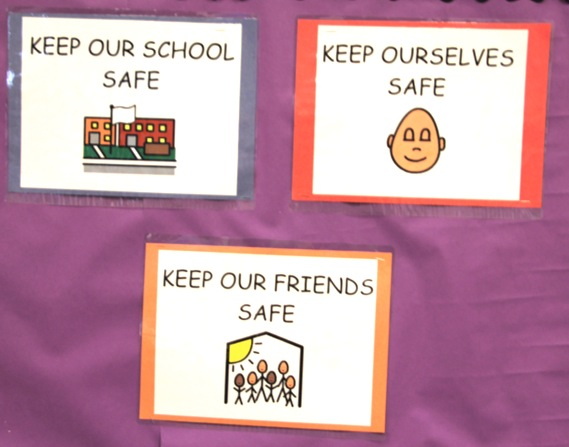 KEEP OUR SCHOOL
SAFE
KEEP OURSELVES
SAFE
KEEP OUR FRIENDS
SAFE